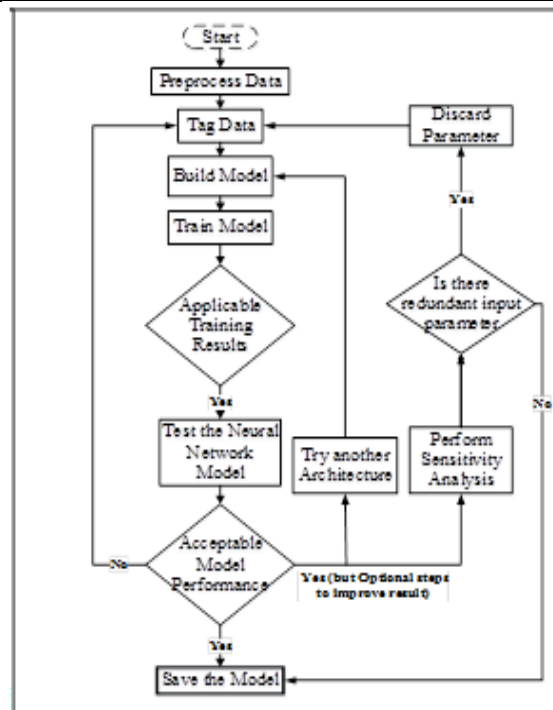 Start
Preprocess Data
Tag Data
Discard
Parameter
Build Model
Yes
Train Model
Is there
redundant input
parameter
Applicable
Training
Results
Yes
No
Test the Neural
Network
Model
Try another
Architecture
Perform
Sensitivity
Analysis
Acceptable
Model
Performance
No
Yes (but Optional steps
to improve result)
Yes
Save the Model